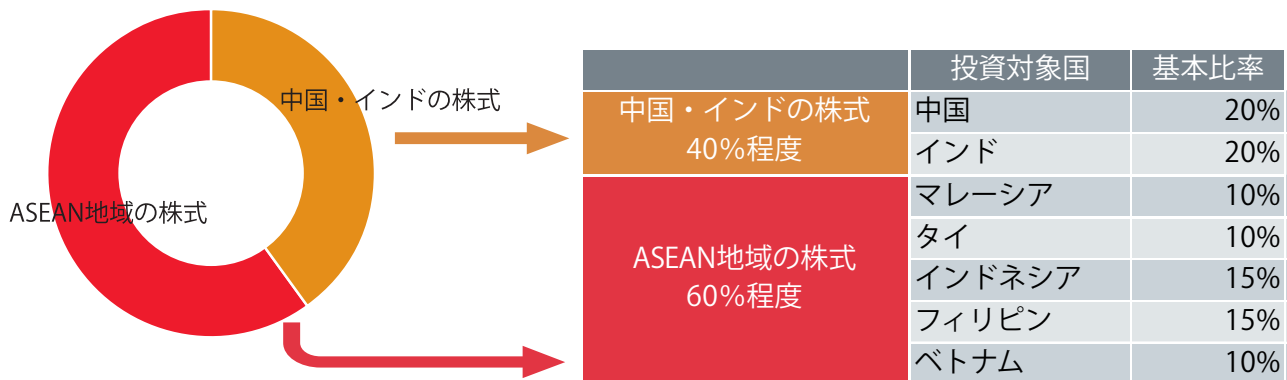 中国・インドの株式
ASEAN地域の株式
投資対象国 基本比率
中国・インドの株式
40%程度
中国 20%
インド 20%
ASEAN地域の株式
60%程度
マレーシア 10%
タイ 10%
インドネシア 15%
フィリピン 15%
ベトナム 10%